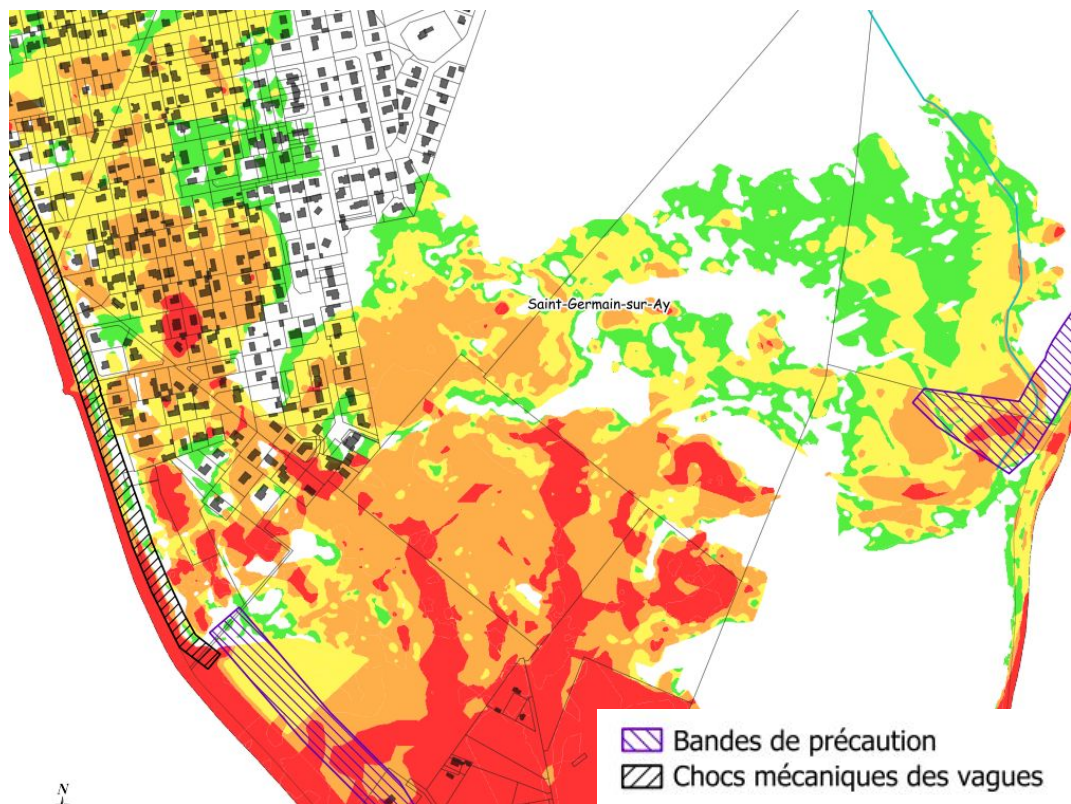 Saint-Germain-sur-Ay
N
Bandes de précaution
Chocs mécaniques des vagues